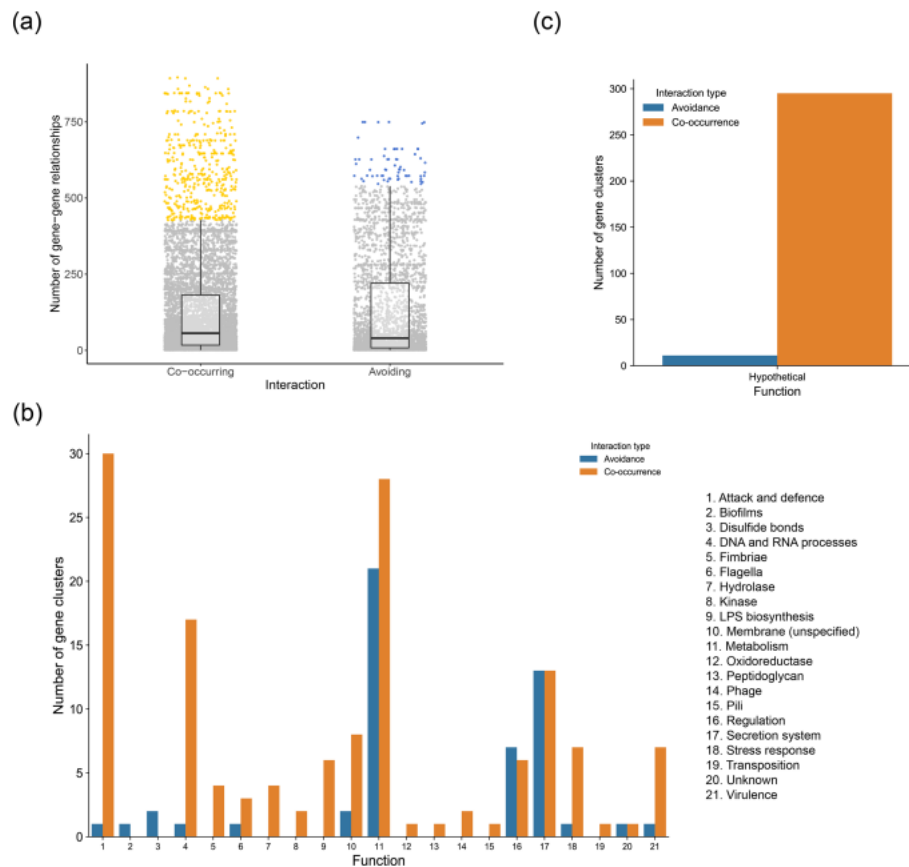 (a)
Number of gene-gene relationships
750
500
250
0
Co-occurring
Avoiding
Interaction
(c)
Number of gene clusters
300
250
200
150
100
50
0
Interaction type
Avoidance
Co-occurrence
Hypothetical
Function
(b)
Number of gene clusters
30
25
20
15
10
5
0
Interaction type
Avoidance
Co-occurrence
1 2 3 4 5 6 7 8 9 10 11 12 13 14 15 16 17 18 19 20 21
Function
1. Attack and defence
2. Biofilms
3. Disulfide bonds
4. DNA and RNA processes
5. Fimbriae
6. Flagella
7. Hydrolase
8. Kinase
9. LPS biosynthesis
10. Membrane (unspecified)
11. Metabolism
12. Oxidoreductase
13. Peptidoglycan
14. Phage
15. Pili
16. Regulation
17. Secretion system
18. Stress response
19. Transposition
20. Unknown
21. Virulence